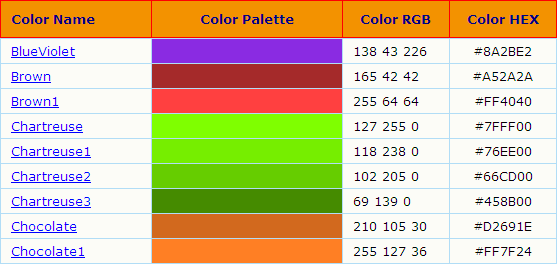 Color Name Color Palette Color RGB Color HEX
BlueViolet 138 43 226 #8A2BE2
Brown 165 42 42 #A52A2A
Brown1 255 64 64 #FF4040
Chartreuse 127 255 0 #7FFF00
Chartreuse1 118 238 0 #76EE00
Chartreuse2 102 205 0 #66CD00
Chartreuse3 69 139 0 #458B00
Chocolate 210 105 30 #D2691E
Chocolate1 255 127 36 #FF7F24